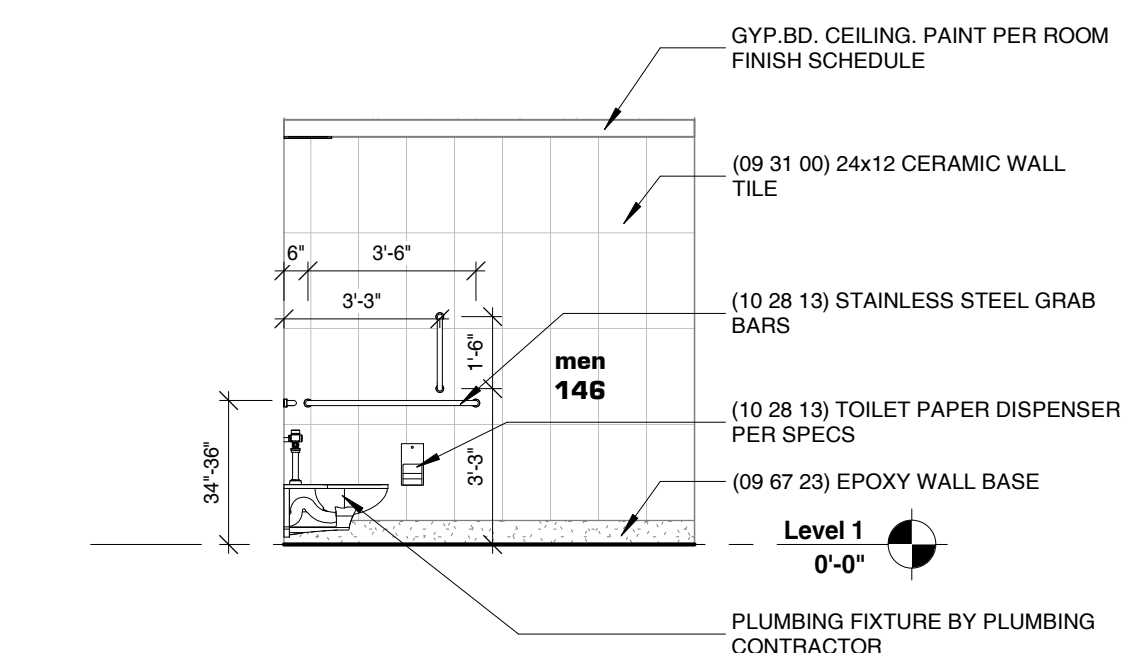 GYP.BD. CEILING. PAINT PER ROOM
FINISH SCHEDULE
(09 31 00) 24x12 CERAMIC WALL
TILE
6"
3'-6"
3'-3"
(10 28 13) STAINLESS STEEL GRAB
BARS
1'-6"
men
146
(10 28 13) TOILET PAPER DISPENSER
PER SPECS
34"-36"
3'-3"
(09 67 23) EPOXY WALL BASE
Level 1
0'-0"
PLUMBING FIXTURE BY PLUMBING
CONTRACTOR